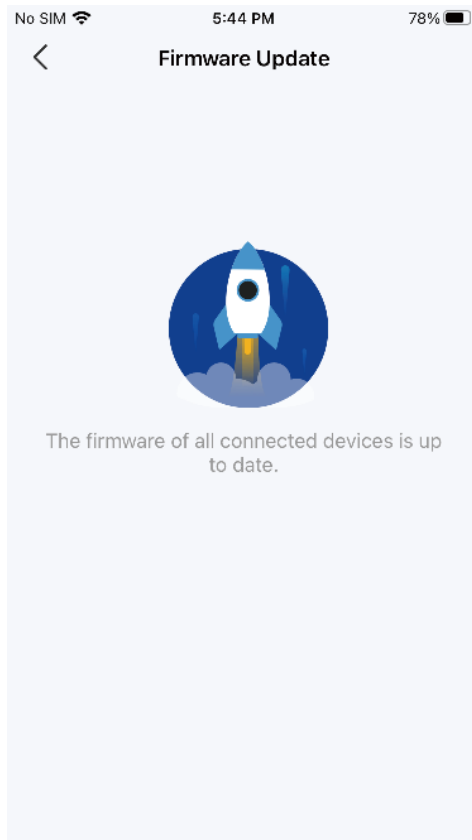 No SIM 5:44 PM 78%
Firmware Update
The firmware of all connected devices is up
to date.